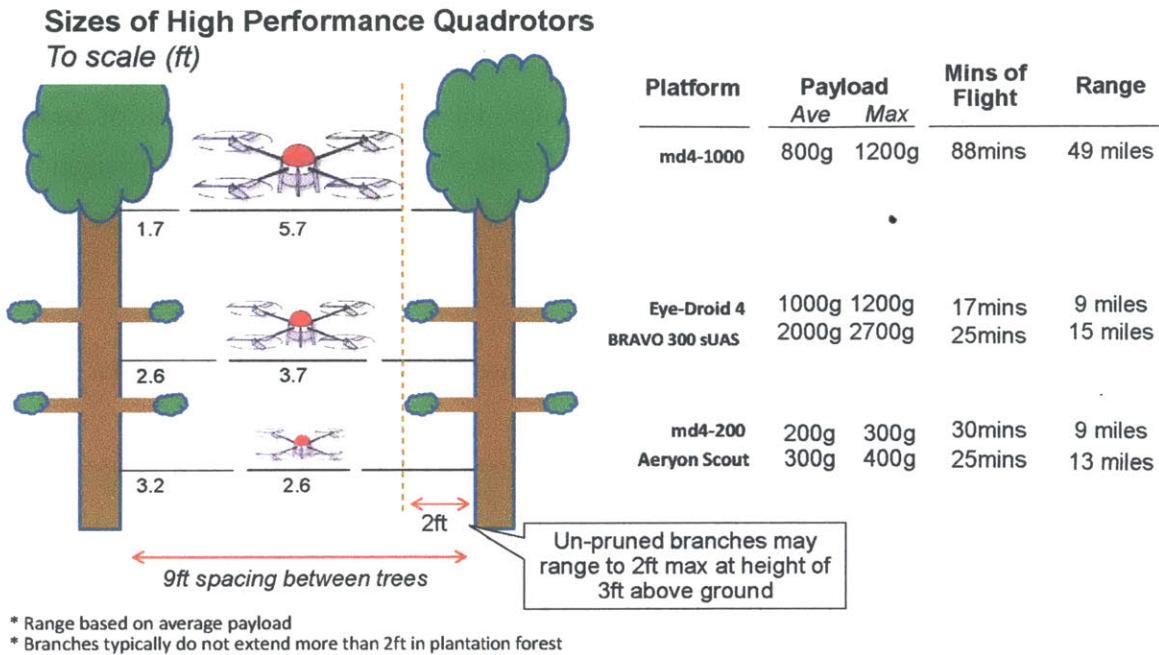 Sizes of High Performance Quadrotors
To scale (ft)
Platform Payload Mins of Flight Range
Ave Max
md4-1000 800g 1200g 88mins 49 miles
1.7 5.7
Eye-Droid 4 1000g 1200g 17mins 9 miles
BRAVO 300 sUAS 2000g 2700g 25mins 15 miles
2.6 3.7
md4-200 200g 300g 30mins 9 miles
Aeryon Scout 300g 400g 25mins 13 miles
3.2 2.6
2ft
Un-pruned branches may
range to 2ft max at height of
3ft above ground
9ft spacing between trees
* Range based on average payload
* Branches typically do not extend more than 2ft in plantation forest